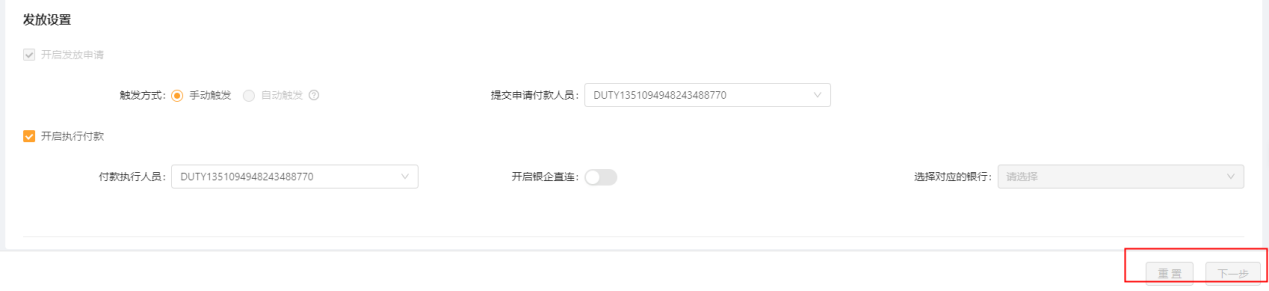 发放设置
开启发放申请
触发方式: 手动触发 自动触发 提交申请付款人员: DUTY1351094948243488770
开启执行付款
付款执行人员: DUTY1351094948243488770 开启银企直连: 选择对应的银行: 请选择
重置 下一步